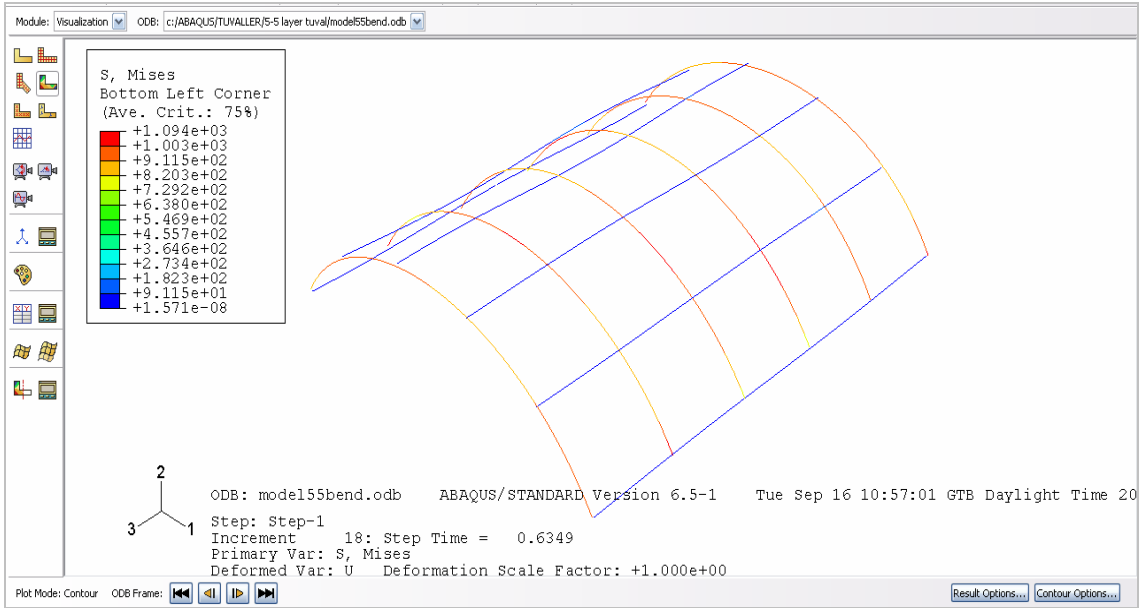 Module: Visualization ODB: c:/ABAQUS/TUVALLER/5-5 layer tuval/model55bend.odb
S, Mises
Bottom Left Corner
(Ave. Crit.: 75%)
+1.094e+03
+1.003e+03
+9.115e+02
+8.203e+02
+7.292e+02
+6.380e+02
+5.469e+02
+4.557e+02
+3.646e+02
+2.734e+02
+1.823e+02
+9.115e+01
+1.571e-08
2
3
1
ODB: model55bend.odb ABAQUS/STANDARD Version 6.5-1 Tue Sep 16 10:57:01 GTB Daylight Time 20
Step: Step-1
Increment 18: Step Time = 0.6349
Primary Var: S, Mises
Deformed Var: U Deformation Scale Factor: +1.000e+00
Plot Mode: Contour ODB Frame: Result Options... Contour Options...